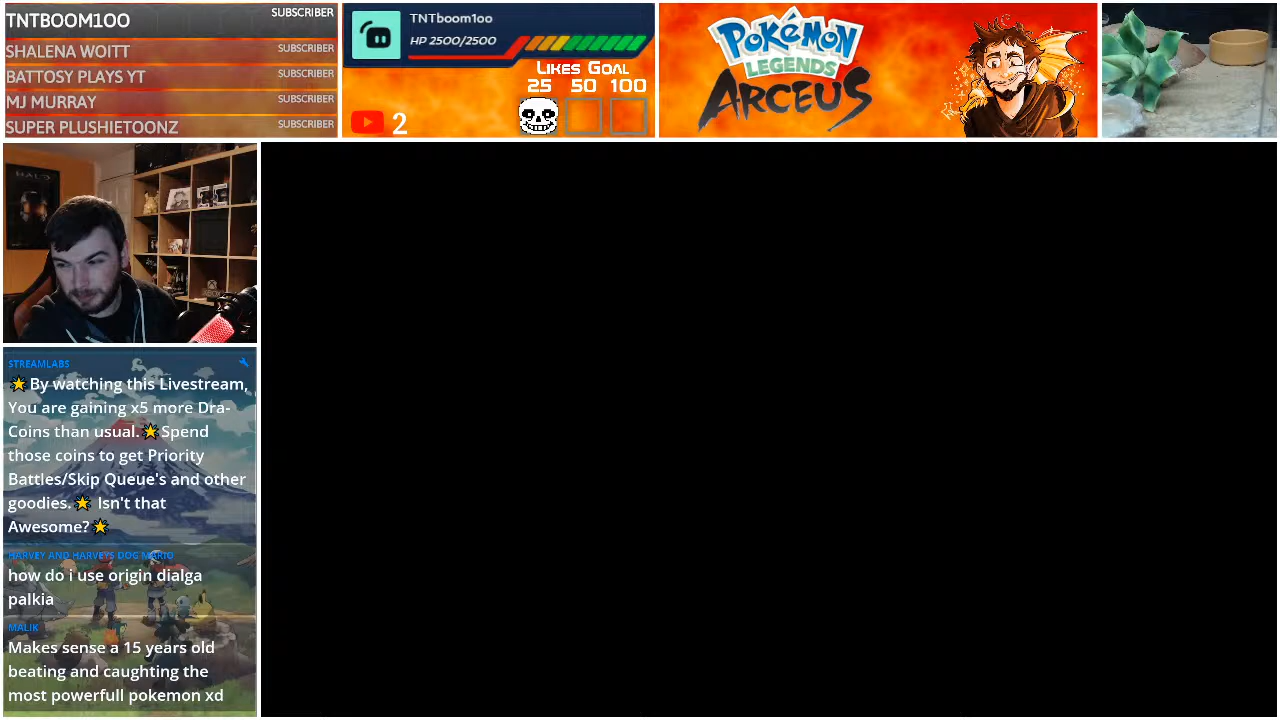 TNTBOOM1OO SUBSCRIBER
SHALENA WOITT SUBSCRIBER
BATTOSY PLAYS YT SUBSCRIBER
MJ MURRAY SUBSCRIBER
SUPER PLUSHIETOONZ SUBSCRIBER
TNTboom1oo
HP 2500/2500
LIKES GOAL
25 50 100
2
POKÉMON
LEGENDS
ARCEUS
HALO
STREAMLABS
By watching this Livestream,
You are gaining x5 more Dra-
Coins than usual. Spend
those coins to get Priority
Battles/Skip Queue's and other
goodies. Isn't that
Awesome?
HARVEY AND HARVEYS DOG MARIO
how do i use origin dialga
palkia
MALIK
Makes sense a 15 years old
beating and caughting the
most powerfull pokemon xd